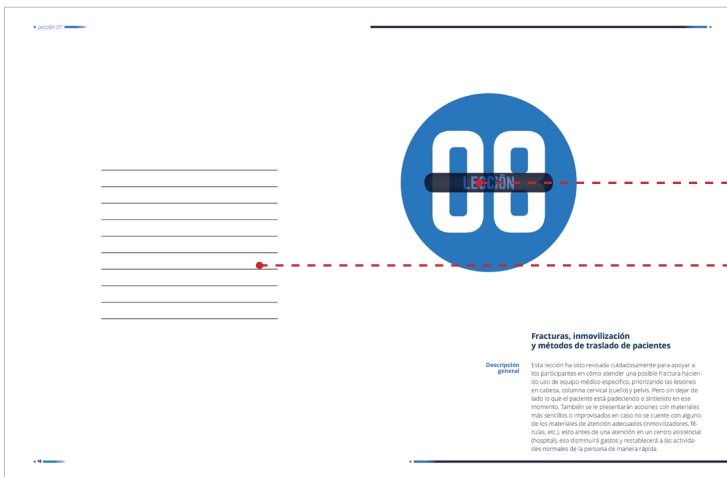 Lección 07
08
LECCIÓN
Fracturas, inmovilización
y métodos de traslado de pacientes
Descripción
general
Esta lección ha sido revisada cuidadosamente para apoyar a
los participantes en cómo atender una posible fractura hacien-
do uso de equipo médico específico, priorizando las lesiones
en cabeza, columna cervical (cuello) y pelvis. Pero sin dejar de
lado lo que el paciente está padeciendo o sintiendo en ese
momento. También se le presentarán acciones con materiales
más sencillos o improvisados en caso no se cuente con alguno
de los materiales de atención adecuados (inmovilizadores, fé-
rulas, etc.), esto antes de una atención en un centro asistencial
(hospital), eso disminuirá gastos y restablecerá a las activida-
des normales de la persona de manera rápida.